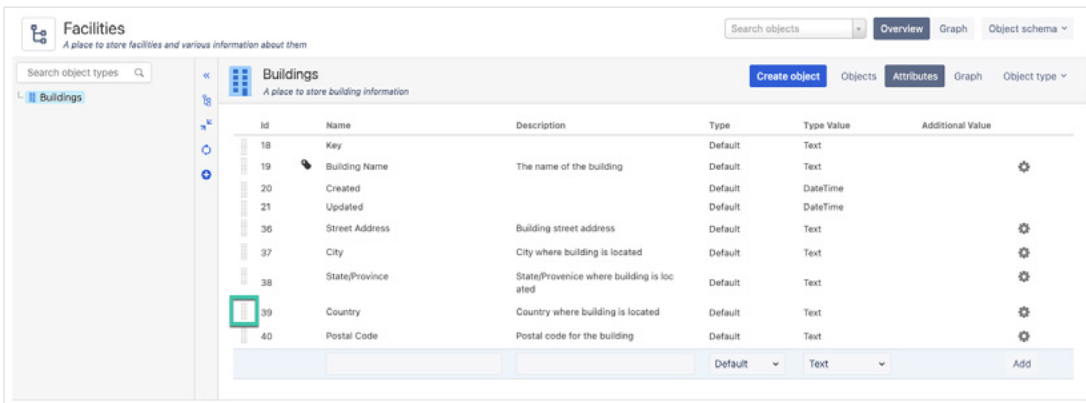 Facilities
A place to store facilities and various information about them
Search objects
Overview
Graph
Object schema
Search object types
Buildings
Buildings
A place to store building information
Create object
Objects
Attributes
Graph
Object type
Id Name Description Type Type Value Additional Value
18 Key Default Text
19 Building Name The name of the building Default Text
20 Created Default DateTime
21 Updated Default DateTime
36 Street Address Building street address Default Text
37 City City where building is located Default Text
38 State/Province State/Provenice where building is loc Default Text
ated
39 Country Country where building is located Default Text
40 Postal Code Postal code for the building Default Text
Default Text Add